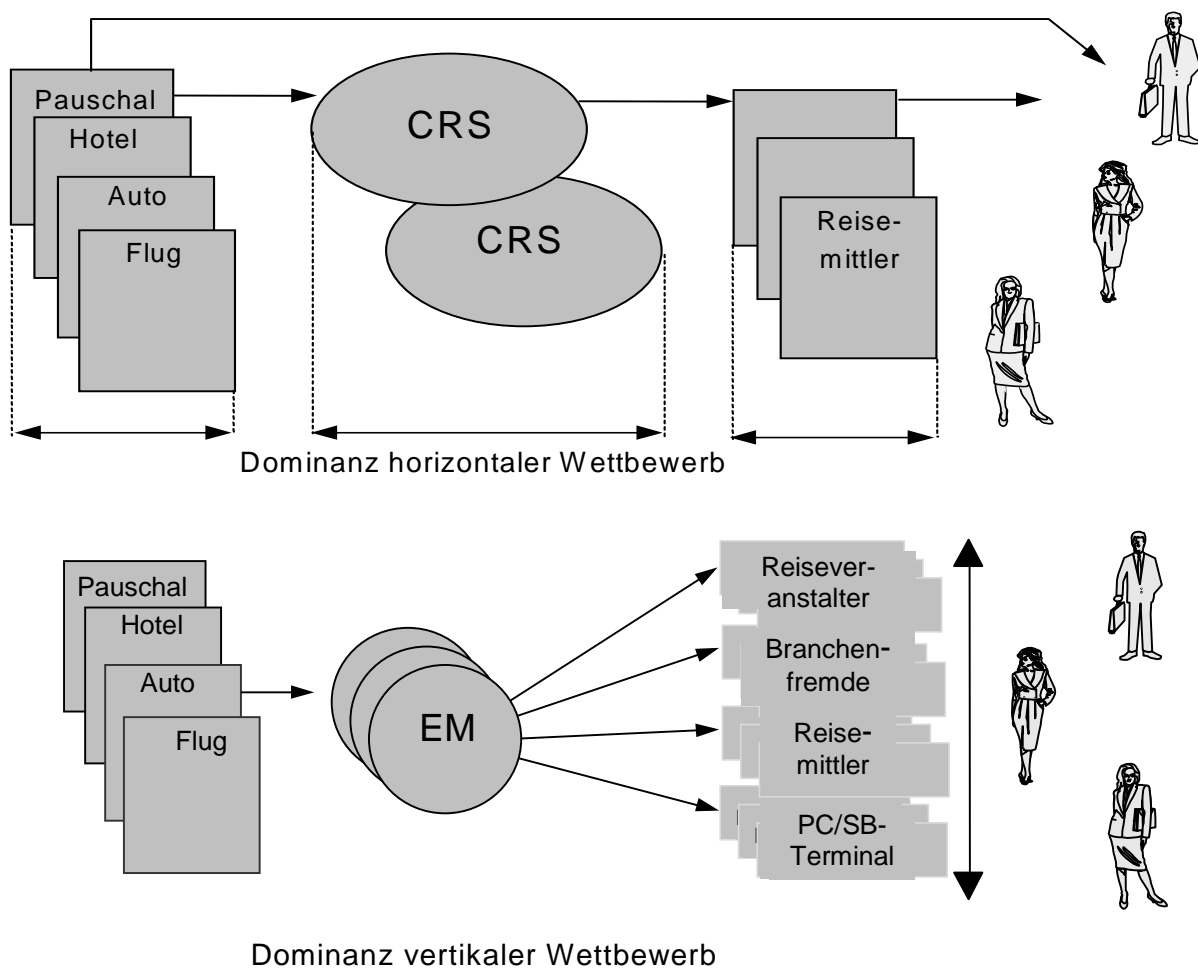 Pauschal
Hotel
Auto
Flug
CRS
CRS
Reise-
mittler
Dominanz horizontaler Wettbewerb
Pauschal
Hotel
Auto
Flug
EM
Reisever-
anstalter
Branchen-
fremde
Reise-
mittler
PC/SB-
Terminal
Dominanz vertikaler Wettbewerb